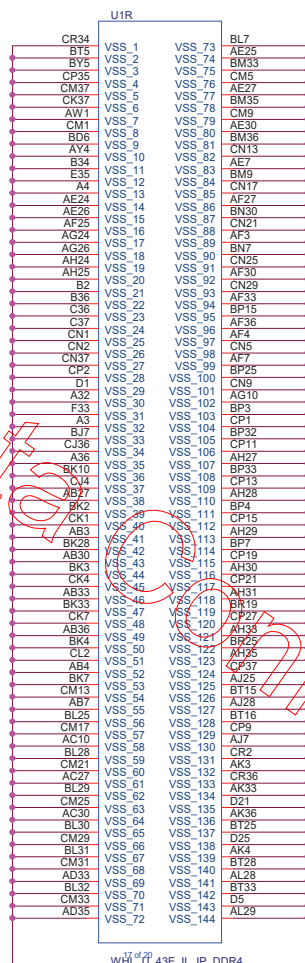 U1R
CR34 VSS_1 VSS_73 BL7
BT5 VSS_2 VSS_74 AE25
BY5 VSS_3 VSS_75 BM33
CP35 VSS_4 VSS_76 CM5
CM37 VSS_5 VSS_77 AE27
CK37 VSS_6 VSS_78 BM35
AW1 VSS_7 VSS_79 CM9
CM1 VSS_8 VSS_80 AE30
BD6 VSS_9 VSS_81 BM36
AY4 VSS_10 VSS_82 CN13
B34 VSS_11 VSS_83 AE7
E35 VSS_12 VSS_84 BM9
A4 VSS_13 VSS_85 CN17
AE24 VSS_14 VSS_86 AF27
AE26 VSS_15 VSS_87 BN30
AF25 VSS_16 VSS_88 CN21
AG24 VSS_17 VSS_89 AF3
AG26 VSS_18 VSS_90 BN7
AH24 VSS_19 VSS_91 CN25
AH25 VSS_20 VSS_92 AF30
B2 VSS_21 VSS_93 CN29
B36 VSS_22 VSS_94 AF33
C36 VSS_23 VSS_95 BP15
C37 VSS_24 VSS_96 AF36
CN1 VSS_25 VSS_97 AF4
CN2 VSS_26 VSS_98 CN5
CN37 VSS_27 VSS_99 AF7
CP2 VSS_28 VSS_100 BP25
D1 VSS_29 VSS_101 CN9
A32 VSS_30 VSS_102 AG10
F33 VSS_31 VSS_103 BP3
A3 VSS_32 VSS_104 CP1
BJ7 VSS_33 VSS_105 BP32
CJ36 VSS_34 VSS_106 CP11
A36 VSS_35 VSS_107 AH27
BK10 VSS_36 VSS_108 BP33
CJ4 VSS_37 VSS_109 CP13
AB27 VSS_38 VSS_110 AH28
BK2 VSS_39 VSS_111 BP4
CK1 VSS_40 VSS_112 CP15
AB3 VSS_41 VSS_113 AH29
BK28 VSS_42 VSS_114 BP7
AB30 VSS_43 VSS_115 CP19
BK3 VSS_44 VSS_116 AH30
CK4 VSS_45 VSS_117 CP21
AB33 VSS_46 VSS_118 AH31
BK33 VSS_47 VSS_119 BR19
CK7 VSS_48 VSS_120 CP27
AB36 VSS_49 VSS_121 AH33
BK4 VSS_50 VSS_122 BR25
CL2 VSS_51 VSS_123 AH35
AB4 VSS_52 VSS_124 CP37
BK7 VSS_53 VSS_125 AJ25
CM13 VSS_54 VSS_126 BT15
AB7 VSS_55 VSS_127 AJ28
BL25 VSS_56 VSS_128 BT16
CM17 VSS_57 VSS_129 CP9
AC10 VSS_58 VSS_130 AJ7
BL28 VSS_59 VSS_131 CR2
CM21 VSS_60 VSS_132 AK3
AC27 VSS_61 VSS_133 CR36
BL29 VSS_62 VSS_134 AK33
CM25 VSS_63 VSS_135 D21
AC30 VSS_64 VSS_136 AK36
BL30 VSS_65 VSS_137 BT25
CM29 VSS_66 VSS_138 D25
BL31 VSS_67 VSS_139 AK4
CM31 VSS_68 VSS_140 BT28
AD33 VSS_69 VSS_141 AL28
BL32 VSS_70 VSS_142 BT33
CM33 VSS_71 VSS_143 D5
AD35 VSS_72 VSS_144 AL29
17 of 20